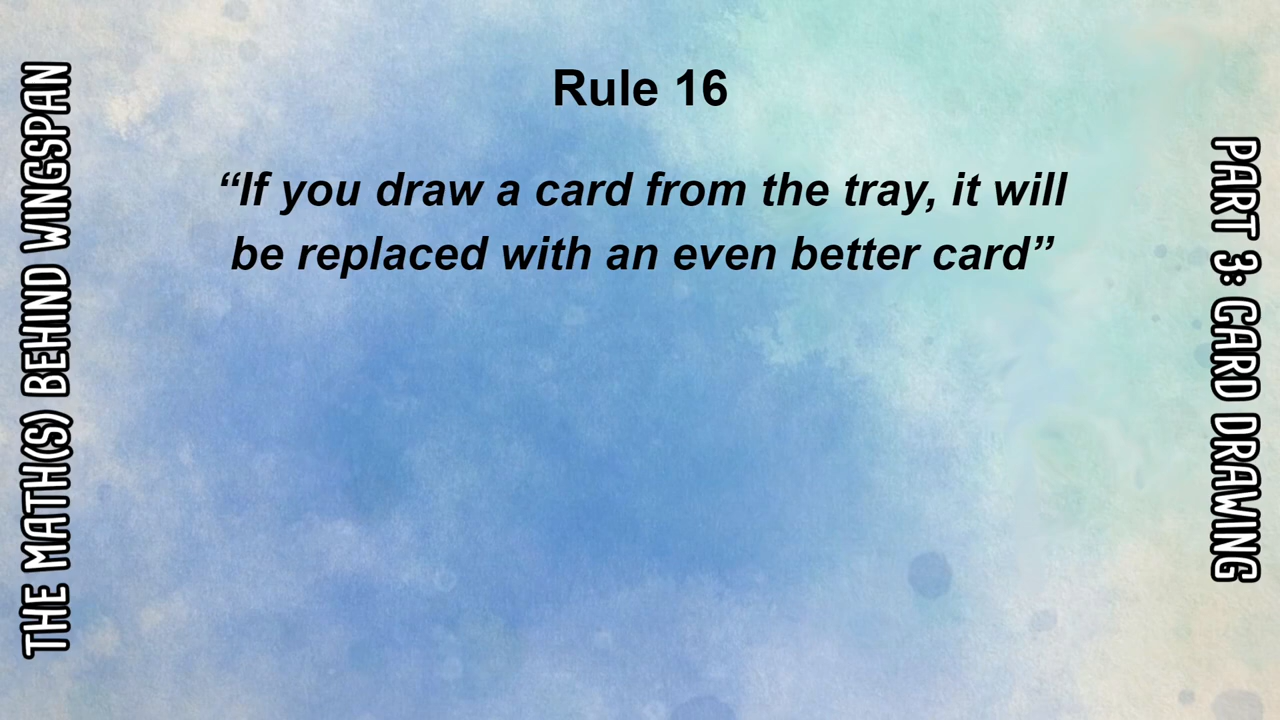 THE MATH(S) BEHIND WINGSPAN
Rule 16
“If you draw a card from the tray, it will
be replaced with an even better card”
PART 3: CARD DRAWING